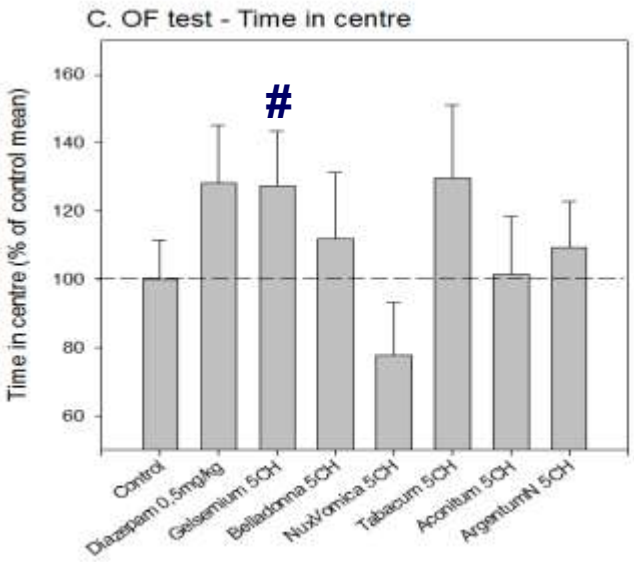 C. OF test - Time in centre
#
Time in centre (% of control mean)
160
140
120
100
80
60
Control
Diazepam 0,5mg/kg
Gelsemium 5CH
Belladonna 5CH
NuxVomica 5CH
Tabacum 5CH
Aconitum 5CH
ArgentumN 5CH